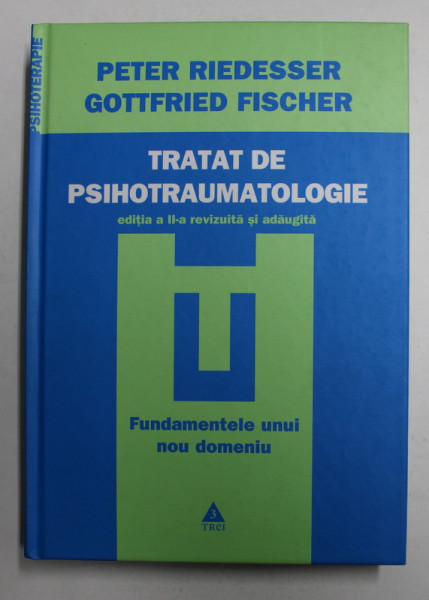 PSIHOTERAPIE
PETER RIEDESSER
GOTTFRIED FISCHER
TRATAT DE
PSIHOTRAUMATOLOGIE
ediția a II-a revizuită și adăugită
Fundamentele unui
nou domeniu
3
TREI